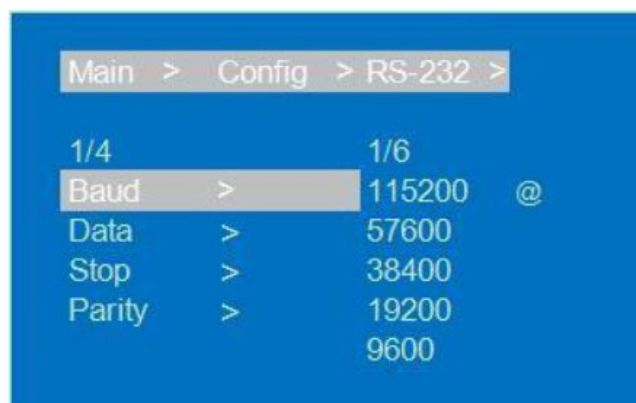 Main > Config > RS-232 >
1/4 1/6
Baud > 115200 @
Data > 57600
Stop > 38400
Parity > 19200
9600